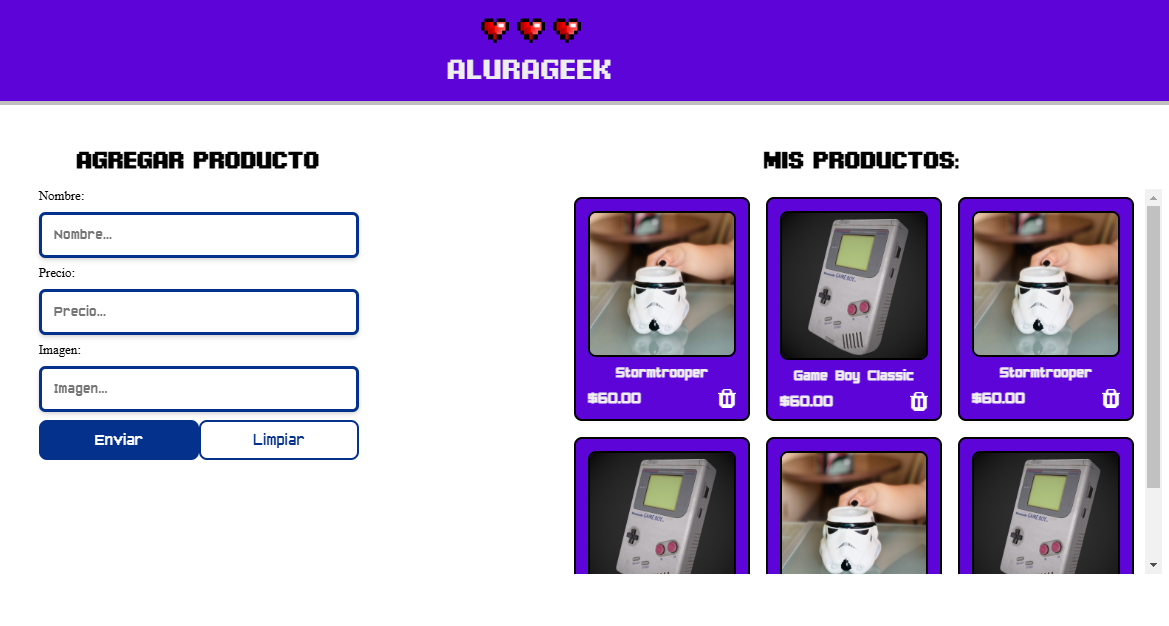 ALURAGEEK
AGREGAR PRODUCTO
Nombre:
Nombre...
Precio:
Precio...
Imagen:
Imagen...
Enviar
Limpiar
MIS PRODUCTOS:
Stormtrooper
$60.00
Game Boy Classic
$60.00
Stormtrooper
$60.00